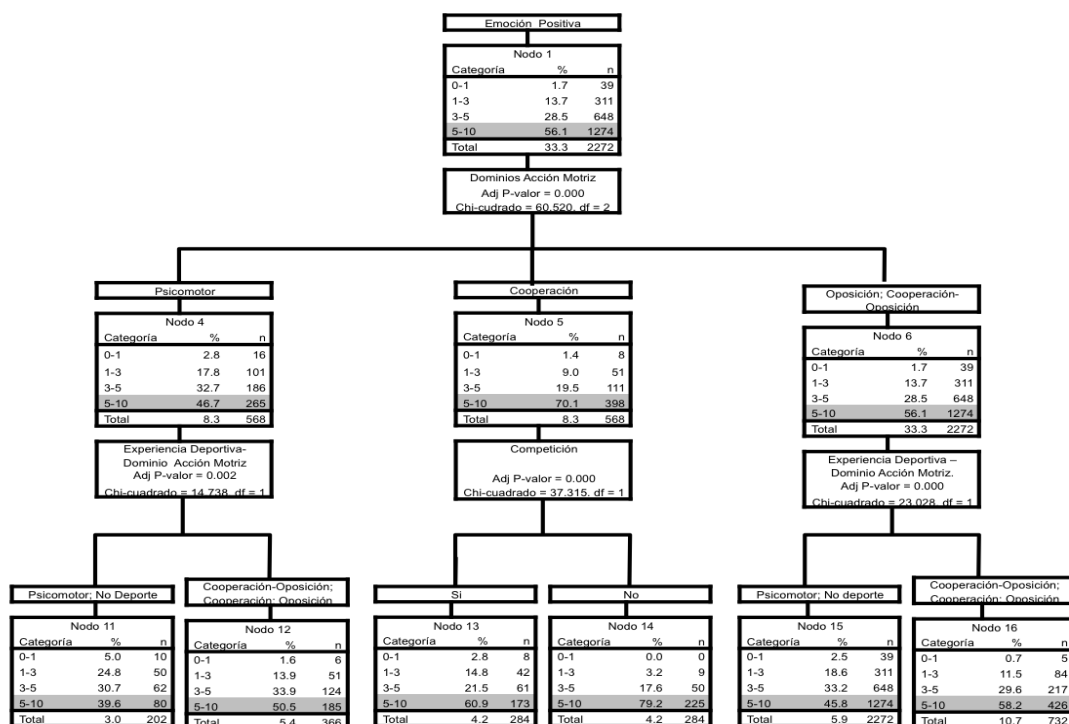 Emoción Positiva
Nodo 1
Categoría % n
0-1 1.7 39
1-3 13.7 311
3-5 28.5 648
5-10 56.1 1274
Total 33.3 2272
Dominios Acción Motriz
Adj P-valor = 0.000
Chi-cudrado = 60.520, df = 2
Psicomotor
Nodo 4
Categoría % n
0-1 2.8 16
1-3 17.8 101
3-5 32.7 186
5-10 46.7 265
Total 8.3 568
Experiencia Deportiva-
Dominio Acción Motriz
Adj P-valor = 0.002
Chi-cuadrado = 14.738, df = 1
Cooperación
Nodo 5
Categoría % n
0-1 1.4 8
1-3 9.0 51
3-5 19.5 111
5-10 70.1 398
Total 8.3 568
Competición
Adj P-valor = 0.000
Chi-cuadrado = 37.315, df = 1
Oposición; Cooperación-
Oposición
Nodo 6
Categoría % n
0-1 1.7 39
1-3 13.7 311
3-5 28.5 648
5-10 56.1 1274
Total 33.3 2272
Experiencia Deportiva –
Dominio Acción Motriz.
Adj P-valor = 0.000
Chi-cuadrado = 23.028, df = 1
Psicomotor; No Deporte
Nodo 11
Categoría % n
0-1 5.0 10
1-3 24.8 50
3-5 30.7 62
5-10 39.6 80
Total 3.0 202
Cooperación-Oposición;
Cooperación; Oposición
Nodo 12
Categoría % n
0-1 1.6 6
1-3 13.9 51
3-5 33.9 124
5-10 50.5 185
Total 5.4 366
Si
Nodo 13
Categoría % n
0-1 2.8 8
1-3 14.8 42
3-5 21.5 61
5-10 60.9 173
Total 4.2 284
No
Nodo 14
Categoría % n
0-1 0.0 0
1-3 3.2 9
3-5 17.6 50
5-10 79.2 225
Total 4.2 284
Psicomotor; No deporte
Nodo 15
Categoría % n
0-1 2.5 39
1-3 18.6 311
3-5 33.2 648
5-10 45.8 1274
Total 5.9 2272
Cooperación-Oposición;
Cooperación; Oposición
Nodo 16
Categoría % n
0-1 0.7 5
1-3 11.5 84
3-5 29.6 217
5-10 58.2 426
Total 10.7 732